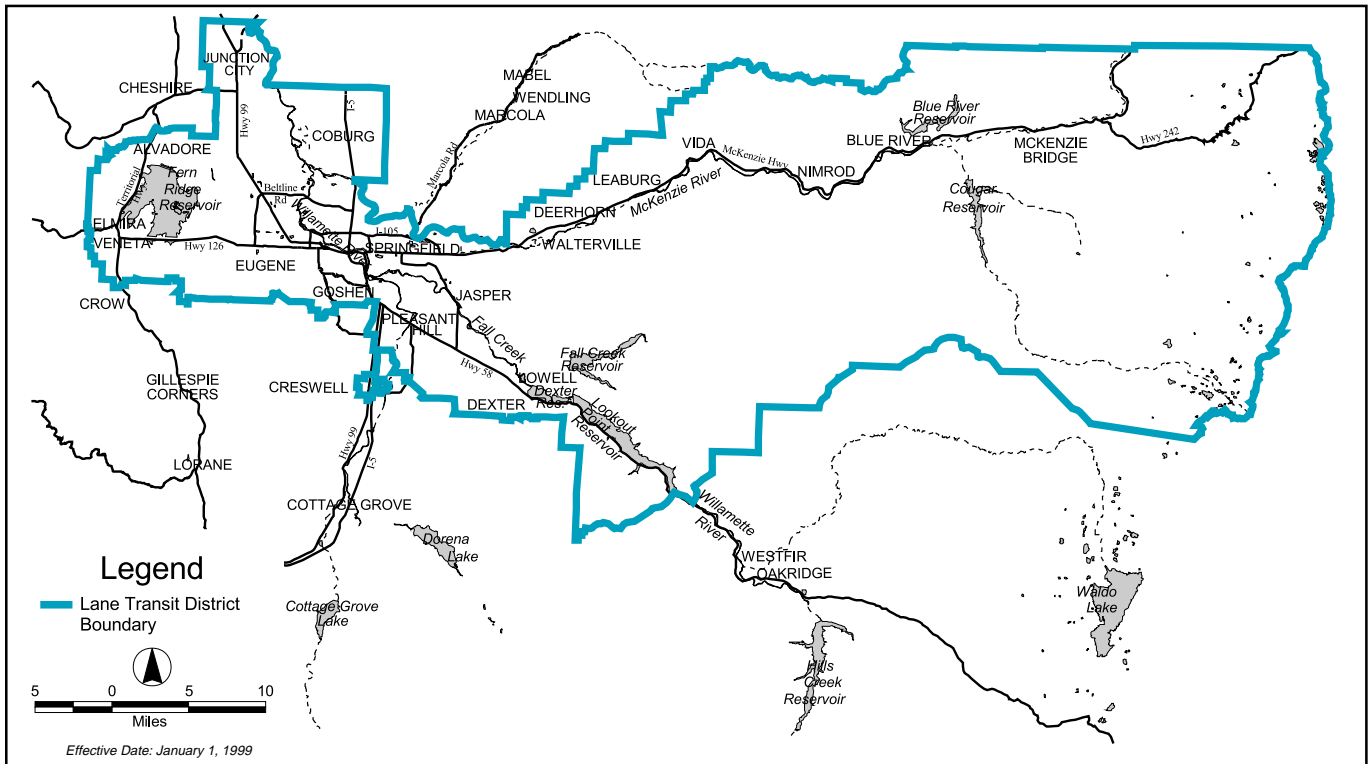 JUNCTION
CITY
CHESHIRE
Hwy 99
I-5
COBURG
MABEL
WENDLING
MARCOLA
Marcola Rd
Blue River
Reservoir
BLUE RIVER
MCKENZIE
BRIDGE
Hwy 242
VIDA
McKenzie Hwy
NIMROD
LEABURG
McKenzie River
DEERHORN
WALTERVILLE
Cougar
Reservoir
ALVADORE
Fern
Ridge
Reservoir
Territorial
Hwy
Beltline
Rd
Willamette
I-105
SPRINGFIELD
ELMIRA
VENETA
Hwy 126
EUGENE
GOSHEN
JASPER
CROW
PLEASANT
HILL
Fall Creek
Fall Creek
Reservoir
Hwy 58
GILLESPIE
CORNERS
CRESWELL
LOWELL
Dexter
Res.
DEXTER
Lookout
Point
Reservoir
LORANE
Hwy 99
I-5
COTTAGE GROVE
Dorena
Lake
Willamette
River
WESTFIR
OAKRIDGE
Waldo
Lake
Cottage Grove
Lake
Hills
Creek
Reservoir
Legend
Lane Transit District
Boundary
5 0 5 10
Miles
Effective Date: January 1, 1999